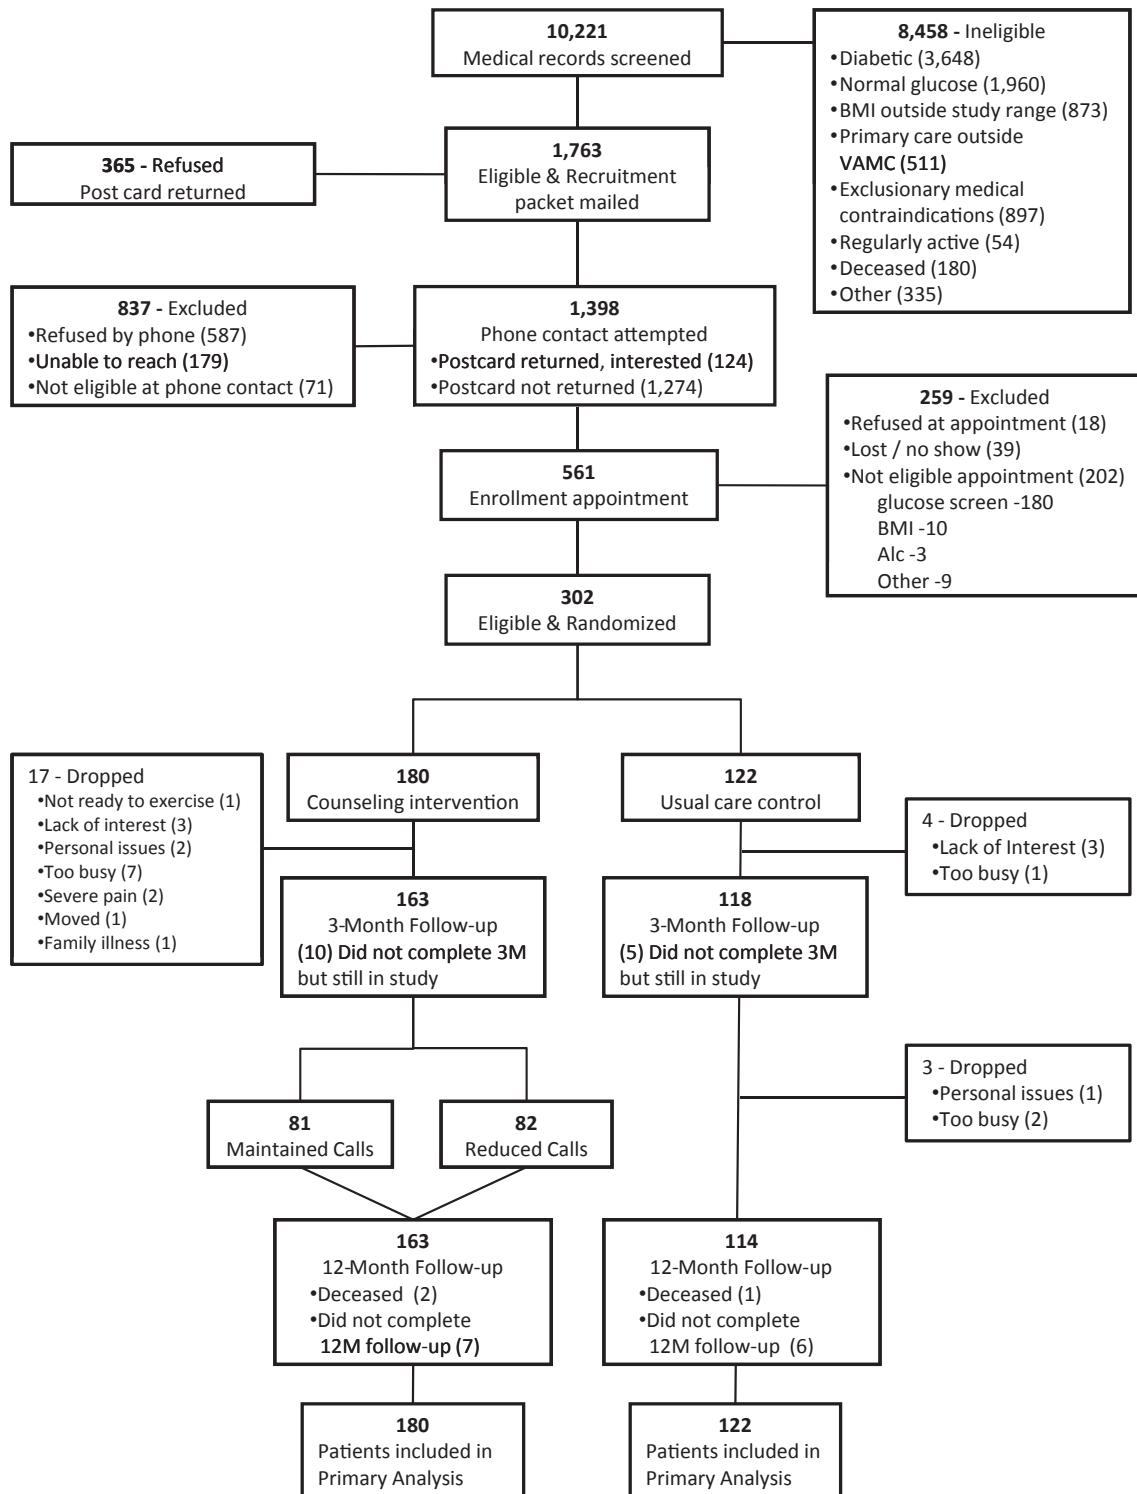 10,221
Medical records screened
8,458 - Ineligible
•Diabetic (3,648)
•Normal glucose (1,960)
•BMI outside study range (873)
•Primary care outside
VAMC (511)
•Exclusionary medical
contraindications (897)
•Regularly active (54)
•Deceased (180)
•Other (335)
365 - Refused
Post card returned
1,763
Eligible & Recruitment
packet mailed
837 - Excluded
•Refused by phone (587)
•Unable to reach (179)
•Not eligible at phone contact (71)
1,398
Phone contact attempted
•Postcard returned, interested (124)
•Postcard not returned (1,274)
259 - Excluded
•Refused at appointment (18)
•Lost / no show (39)
•Not eligible appointment (202)
glucose screen -180
BMI -10
Alc -3
Other -9
561
Enrollment appointment
302
Eligible & Randomized
17 - Dropped
•Not ready to exercise (1)
•Lack of interest (3)
•Personal issues (2)
•Too busy (7)
•Severe pain (2)
•Moved (1)
•Family illness (1)
180
Counseling intervention
122
Usual care control
4 - Dropped
•Lack of Interest (3)
•Too busy (1)
163
3-Month Follow-up
(10) Did not complete 3M
but still in study
118
3-Month Follow-up
(5) Did not complete 3M
but still in study
3 - Dropped
•Personal issues (1)
•Too busy (2)
81
Maintained Calls
82
Reduced Calls
163
12-Month Follow-up
•Deceased (2)
•Did not complete
12M follow-up (7)
114
12-Month Follow-up
•Deceased (1)
•Did not complete
12M follow-up (6)
180
Patients included in
Primary Analysis
122
Patients included in
Primary Analysis